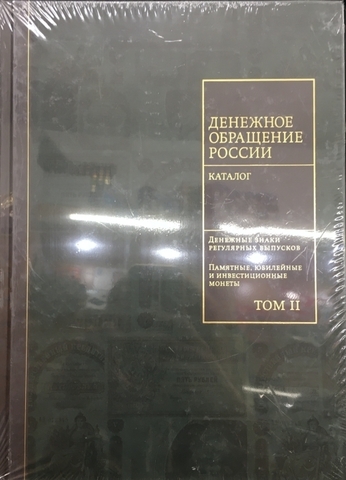 ДЕНЕЖНОЕ
ОБРАЩЕНИЕ
РОССИИ
КАТАЛОГ
ДЕНЕЖНЫЕ ЗНАКИ
РЕГУЛЯРНЫХ ВЫПУСКОВ
ПАМЯТНЫЕ, ЮБИЛЕЙНЫЕ
И ИНВЕСТИЦИОННЫЕ
МОНЕТЫ
ТОМ II